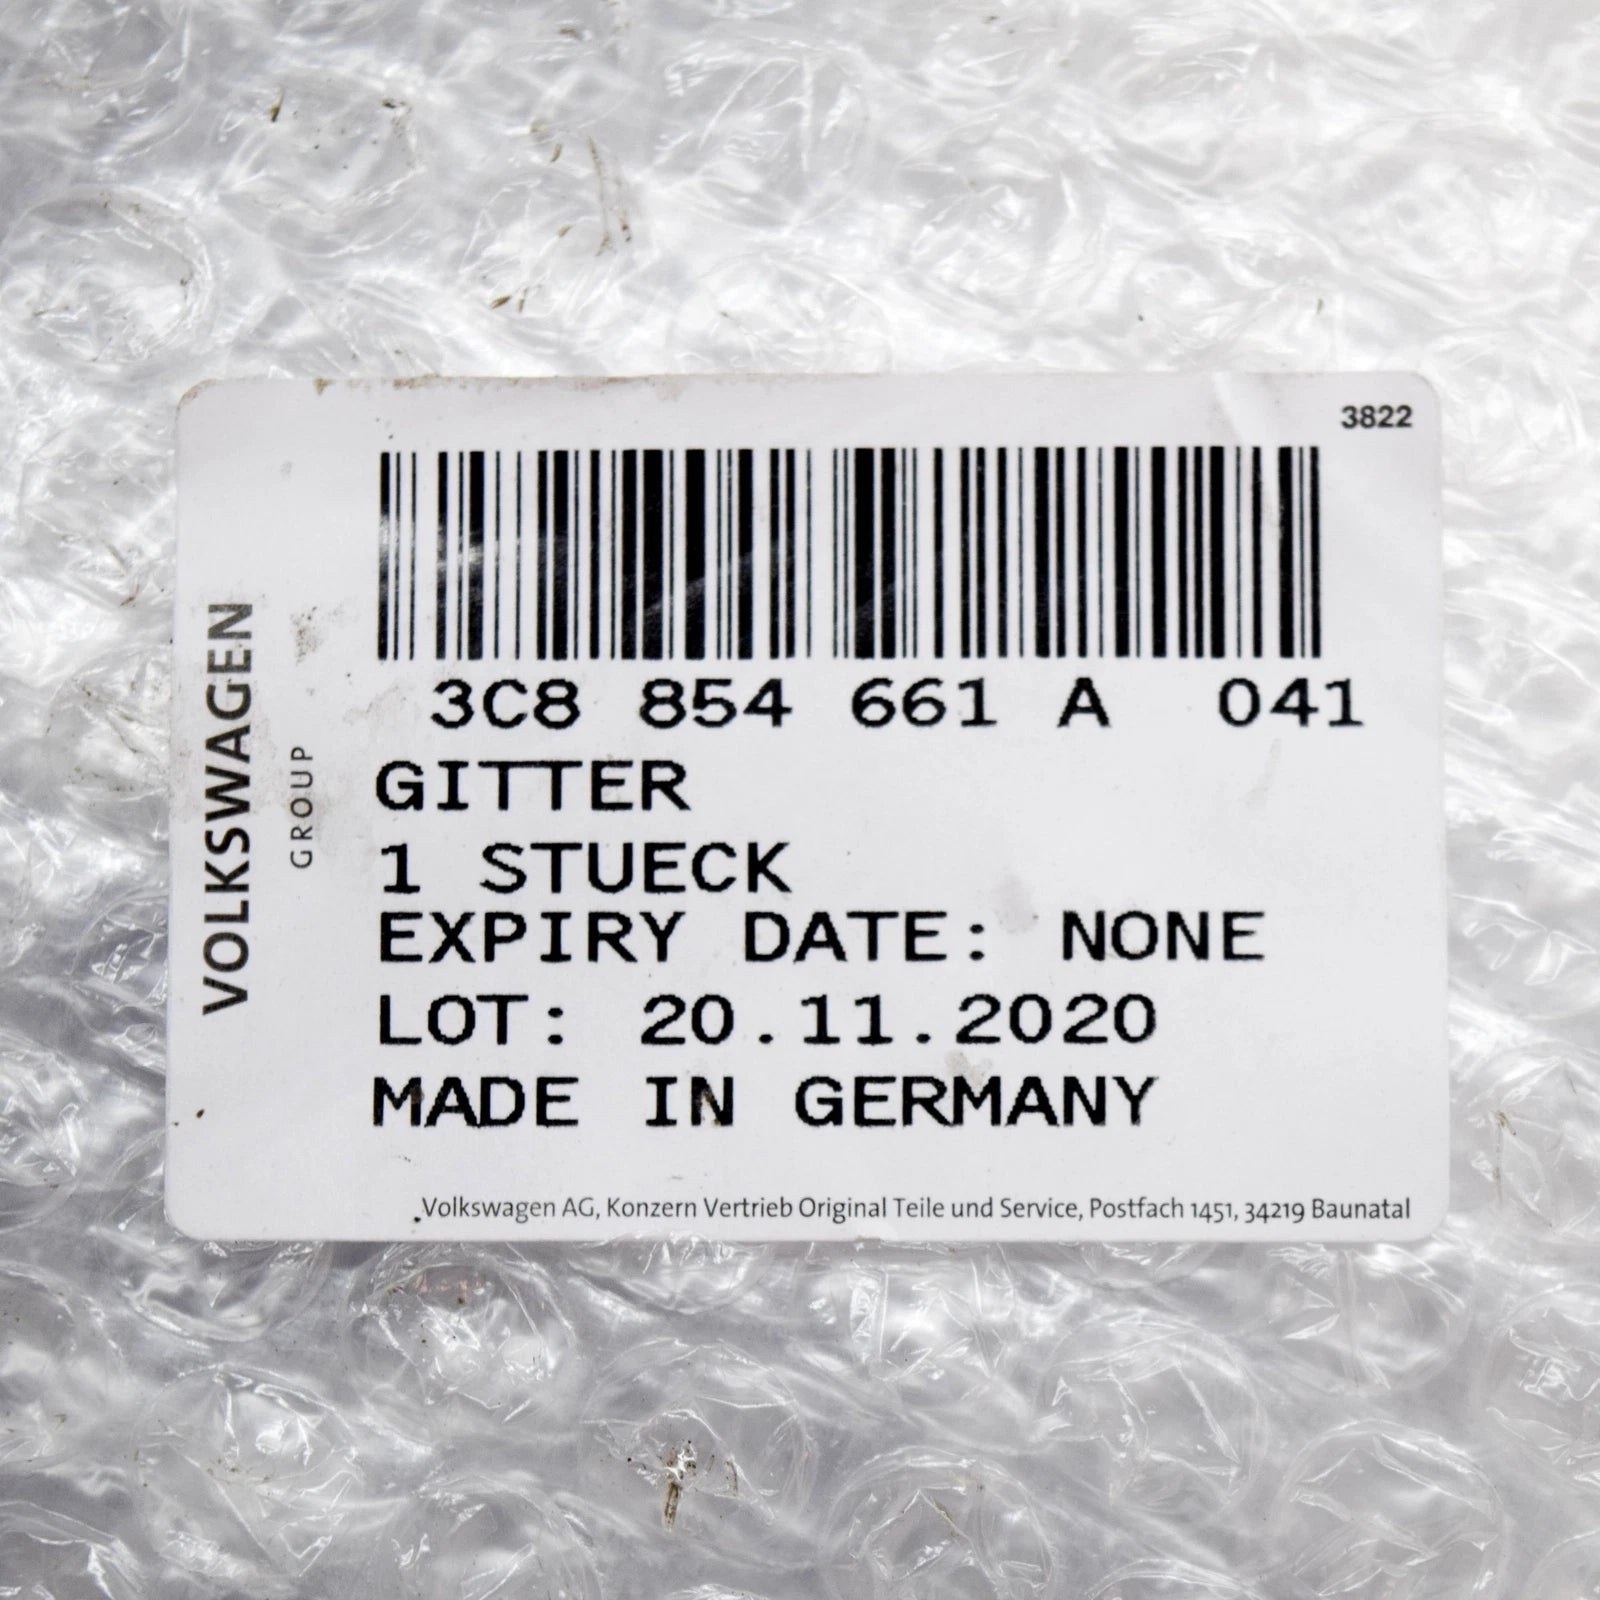 3822
3C8 854 661 A 041
GITTER
1 STUECK
EXPIRY DATE: NONE
LOT: 20.11.2020
MADE IN GERMANY
VOLKSWAGEN
GROUP
Volkswagen AG, Konzern Vertrieb Original Teile und Service, Postfach 1451, 34219 Baunatal